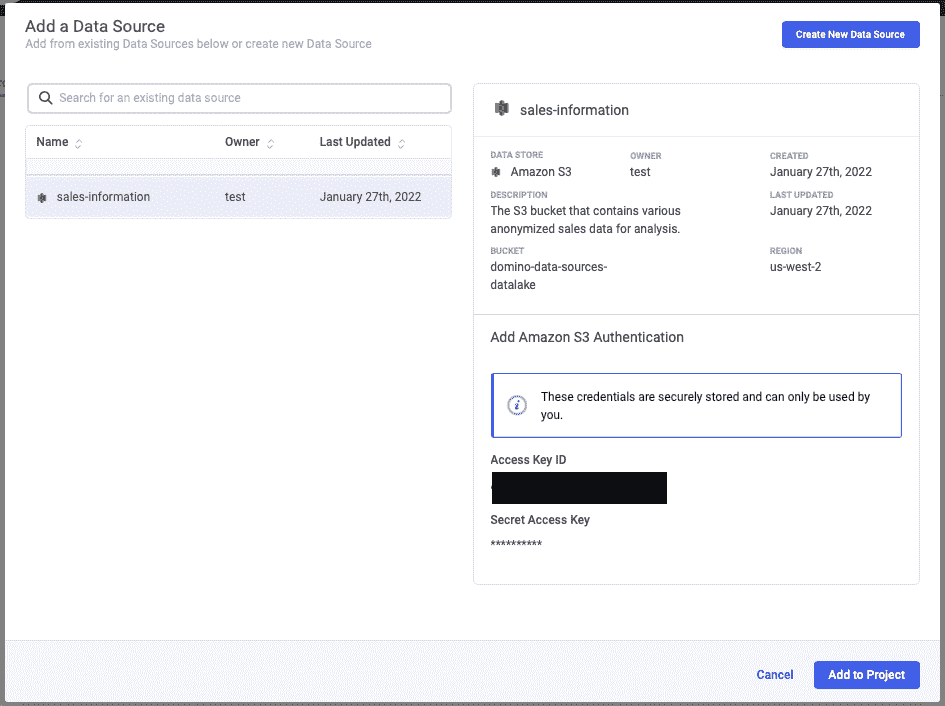 Add a Data Source
Add from existing Data Sources below or create new Data Source
Create New Data Source
Search for an existing data source
Name
Owner
Last Updated
sales-information
test
January 27th, 2022
sales-information
DATA STORE
Amazon S3
OWNER
test
CREATED
January 27th, 2022
DESCRIPTION
The S3 bucket that contains various
anonymized sales data for analysis.
LAST UPDATED
January 27th, 2022
BUCKET
domino-data-sources-
datalake
REGION
us-west-2
Add Amazon S3 Authentication
These credentials are securely stored and can only be used by
you.
Access Key ID
Secret Access Key
**********
Cancel
Add to Project